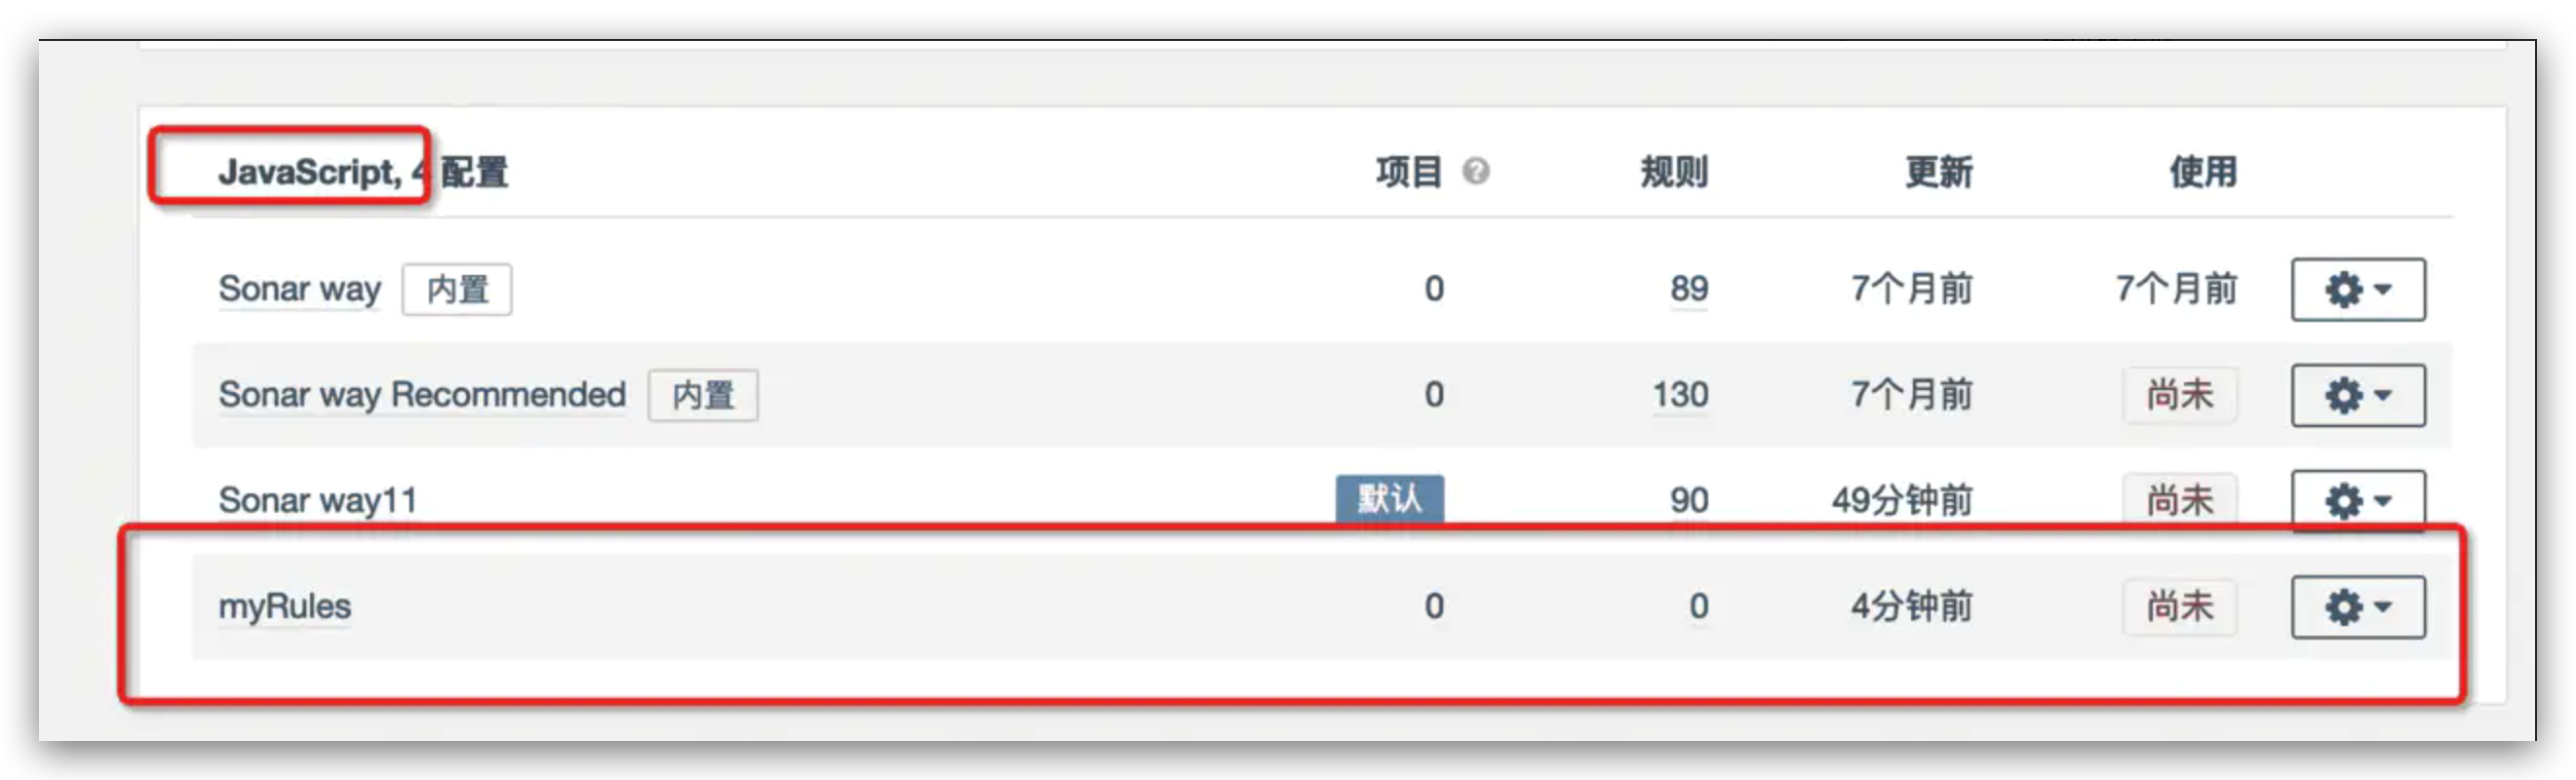 JavaScript, 4 配置 项目 规则 更新 使用
Sonar way 内置 0 89 7个月前 7个月前
Sonar way Recommended 内置 0 130 7个月前 尚未
Sonar way11 默认 90 49分钟前 尚未
myRules 0 0 4分钟前 尚未